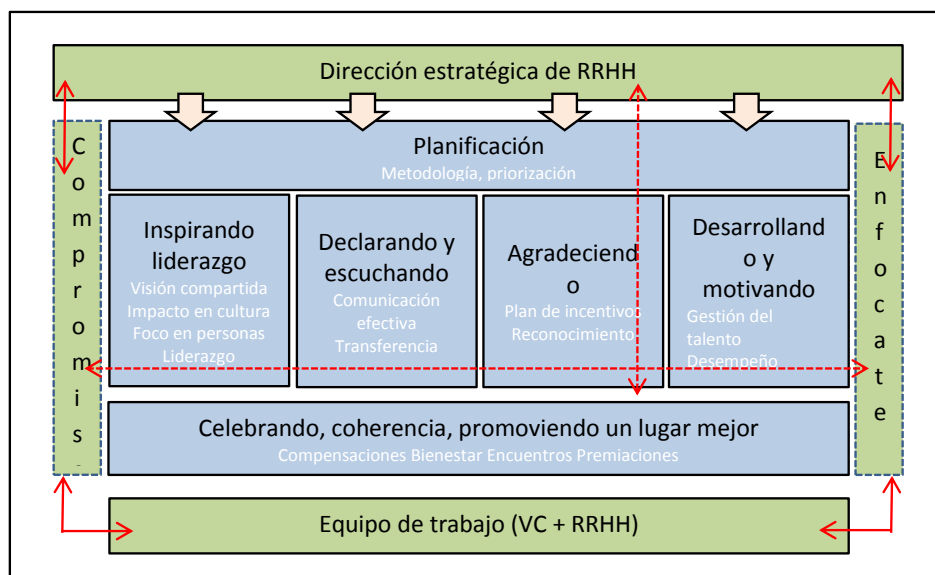 Dirección estratégica de RRHH
Planificación
Metodología, priorización
C
o
m
p
r
o
m
i
s
Inspirando
liderazgo
Visión compartida
Impacto en cultura
Foco en personas
Liderazgo
Declarando y
escuchando
Comunicación
efectiva
Transferencia
Agradeciend
o
Plan de incentivos
Reconocimiento
Desarrolland
o y
motivando
Gestión del
talento
Desempeño
E
n
f
o
c
a
t
e
Celebrando, coherencia, promoviendo un lugar mejor
Compensaciones Bienestar Encuentros Premiaciones
Equipo de trabajo (VC + RRHH)